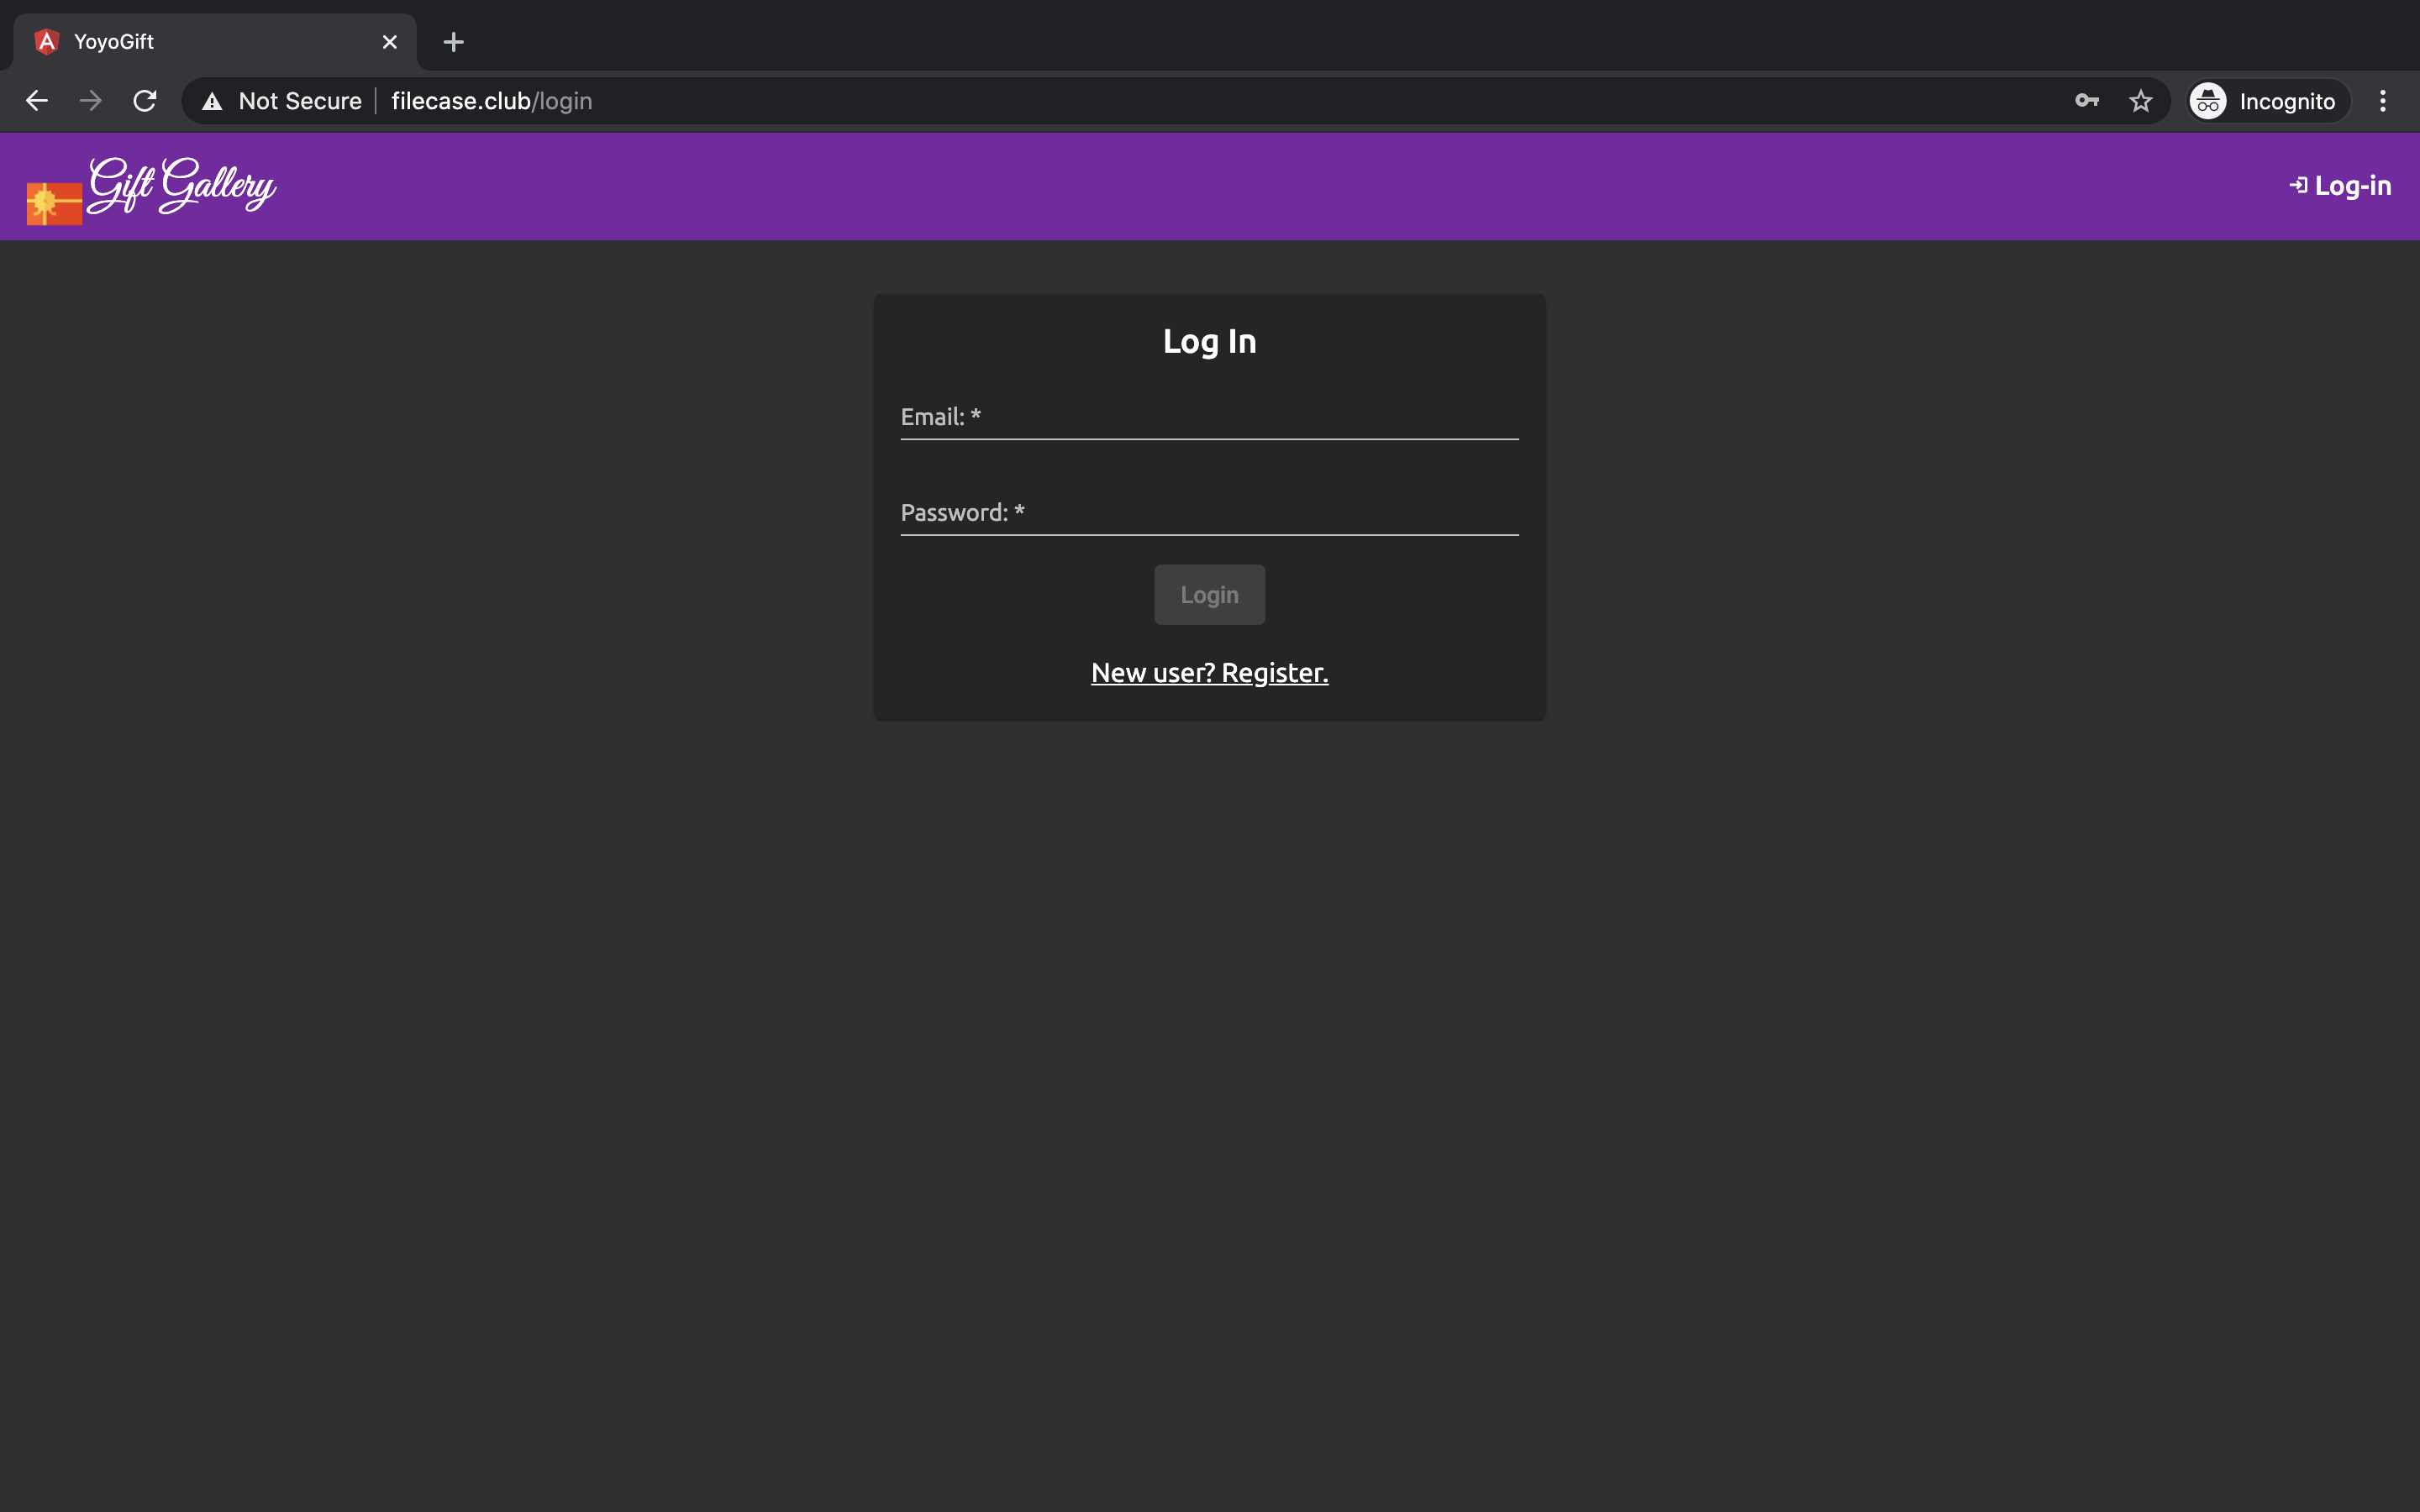 YoyoGift
Not Secure filecase.club/login
Incognito
Gift Gallery
Log-in
Log In
Email: *
Password: *
Login
New user? Register.